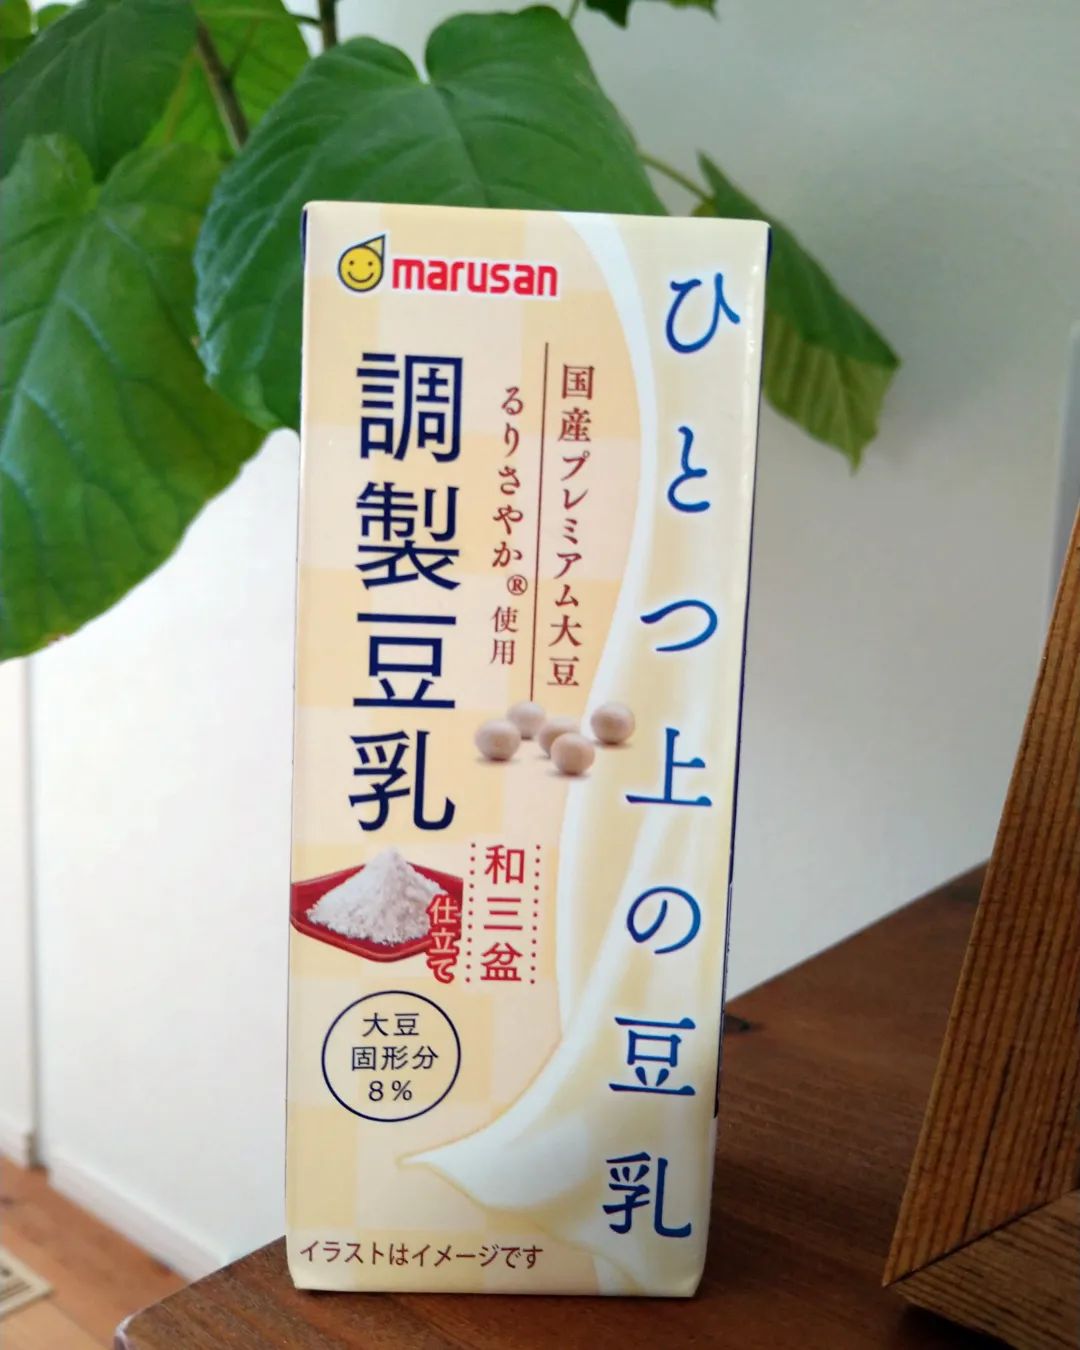 marusan
ひとつ上の豆乳
国産プレミアム大豆
るりさやか®使用
調製豆乳
和三盆
仕立て
大豆
固形分
8%
イラストはイメージです